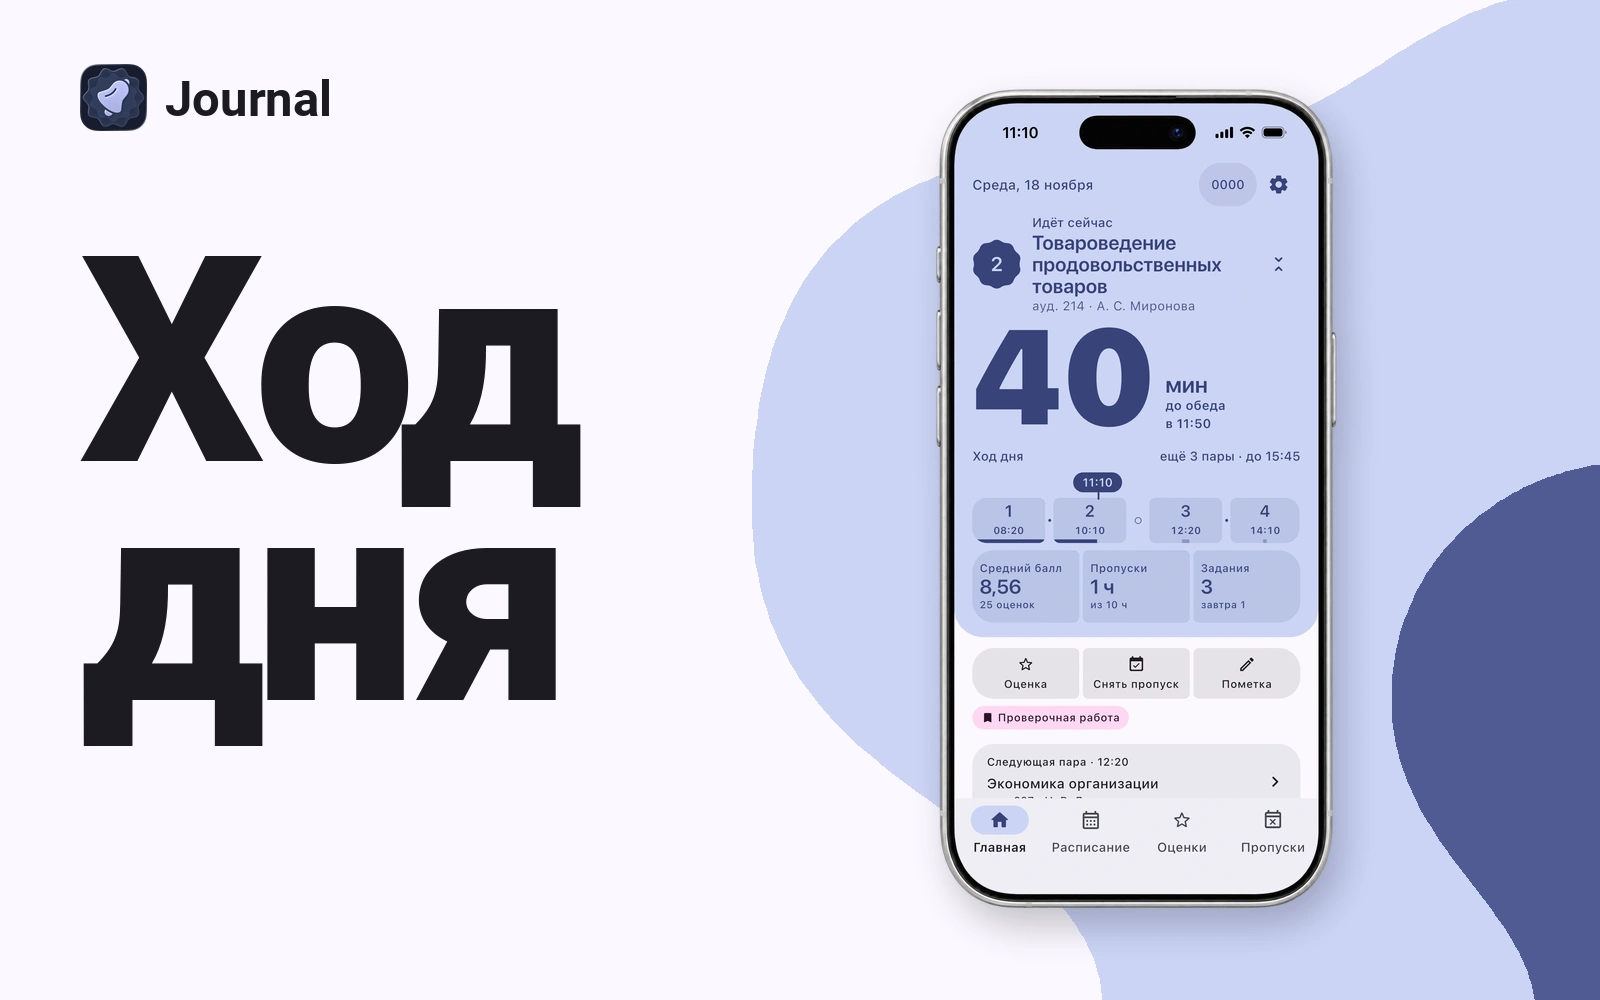 Journal
Ход
дня
11:10
Среда, 18 ноября
0000
Идёт сейчас
2
Товароведение
продовольственных
товаров
ауд. 214 · А. С. Миронова
40
мин
до обеда
в 11:50
Ход дня
ещё 3 пары · до 15:45
11:10
1
2
3
4
08:20
10:10
12:20
14:10
Средний балл
8,56
25 оценок
Пропуски
1 ч
из 10 ч
Задания
3
завтра 1
Оценка
Снять пропуск
Пометка
Проверочная работа
Следующая пара · 12:20
Экономика организации
Главная
Расписание
Оценки
Пропуски